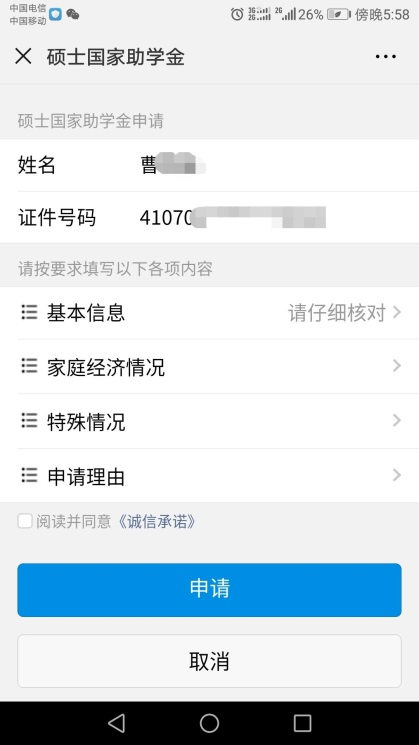 中国电信
中国移动
3G 2G 2G 26% 傍晚5:58
硕士国家助学金
硕士国家助学金申请
姓名 曹
证件号码 4107
请按要求填写以下各项内容
基本信息 请仔细核对
家庭经济情况
特殊情况
申请理由
阅读并同意《诚信承诺》
申请
取消